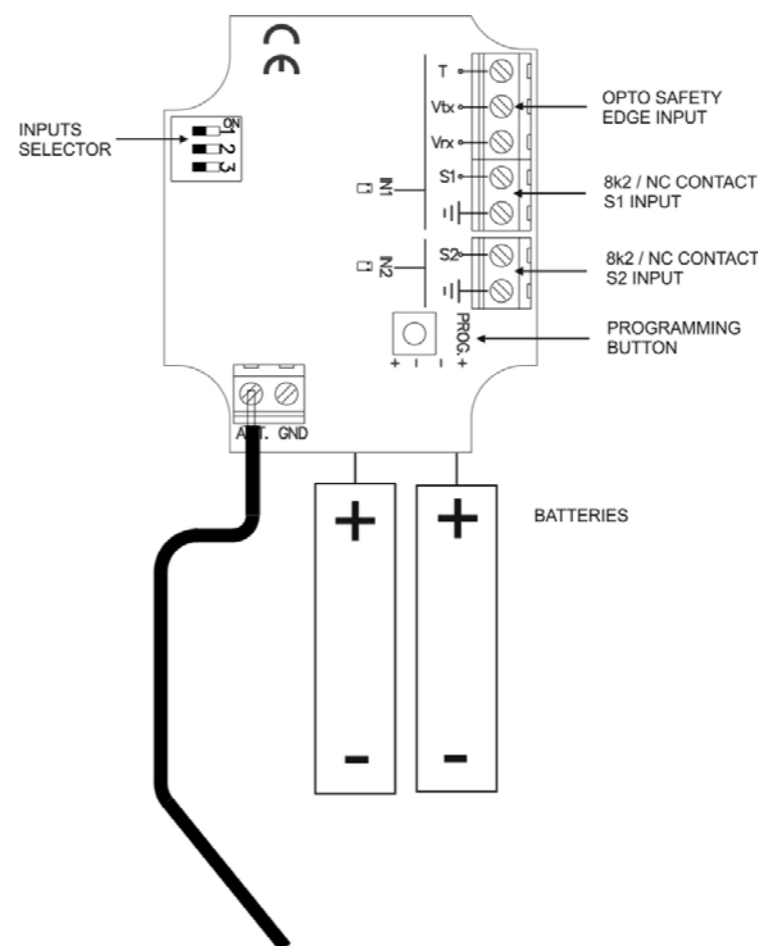 CE
T
Vtx
Vrx
OPTO SAFETY
EDGE INPUT
INPUTS
SELECTOR
ON
1
2
3
S1
IN1
8k2 / NC CONTACT
S1 INPUT
S2
IN2
8k2 / NC CONTACT
S2 INPUT
PROG.
PROGRAMMING
BUTTON
+ - - +
GND
+
+
BATTERIES
-
-